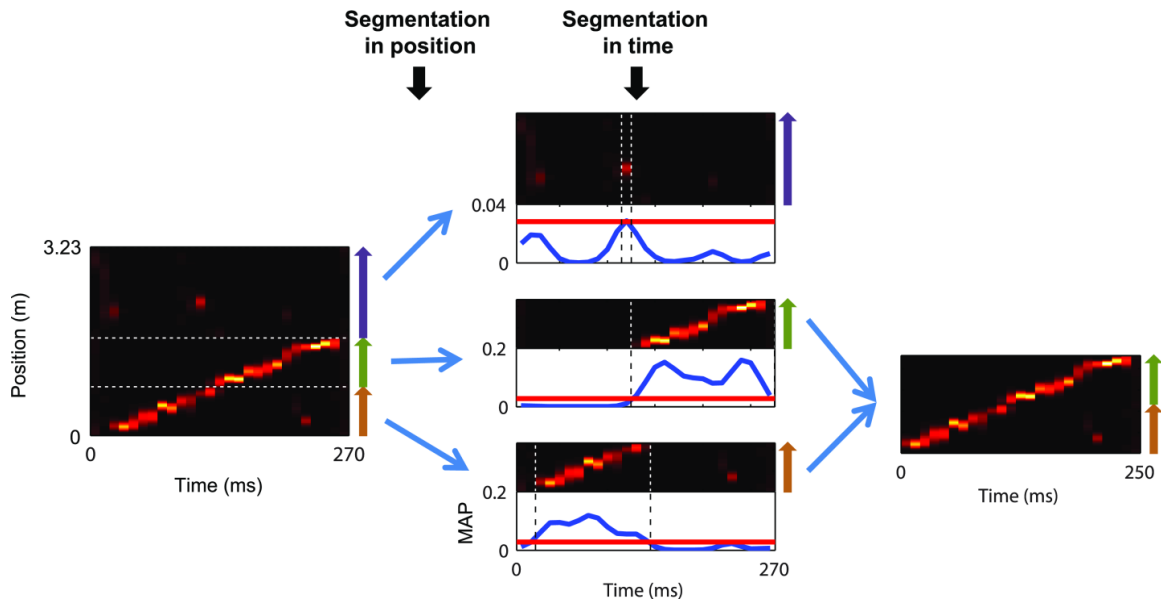 Segmentation
in position
Segmentation
in time
0.04
0
3.23
Position (m)
0
0
270
Time (ms)
0.2
0
0.2
MAP
0
0
270
Time (ms)
0
250
Time (ms)